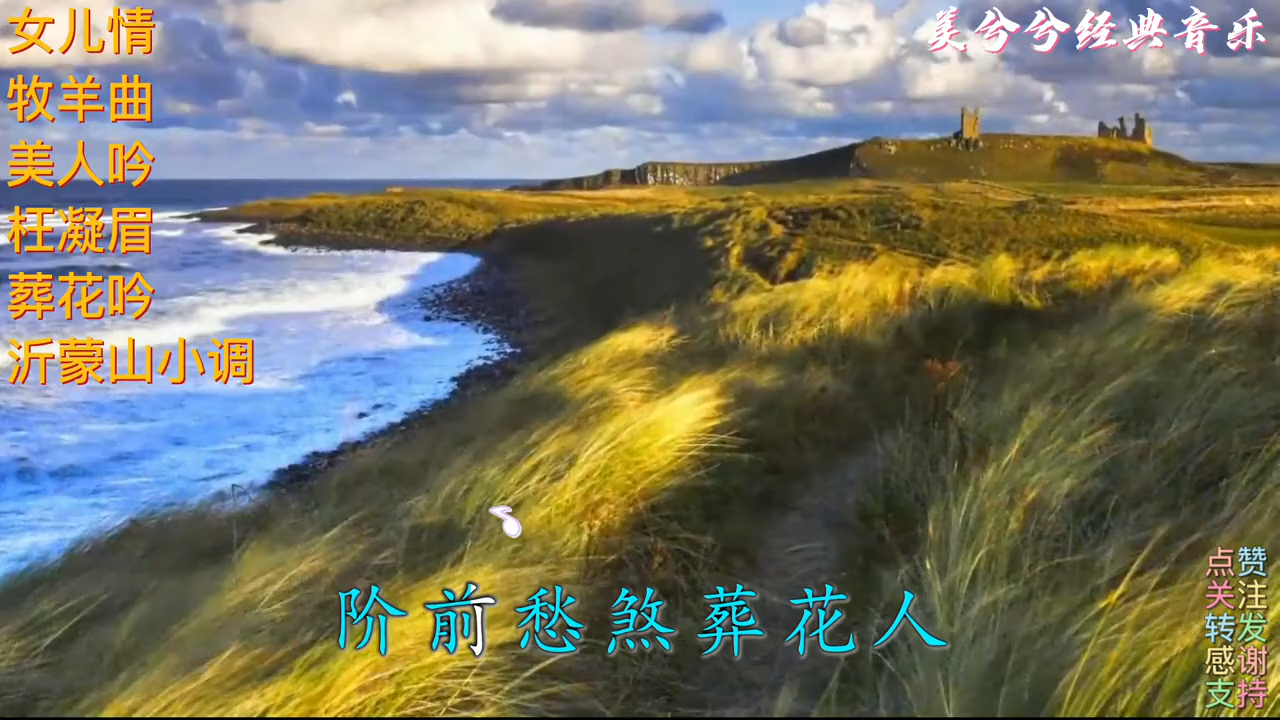 女儿情
牧羊曲
美人吟
枉凝眉
葬花吟
沂蒙山小调
美兮兮经典音乐
阶前愁煞葬花人
点赞
关注
转发
感谢
支持